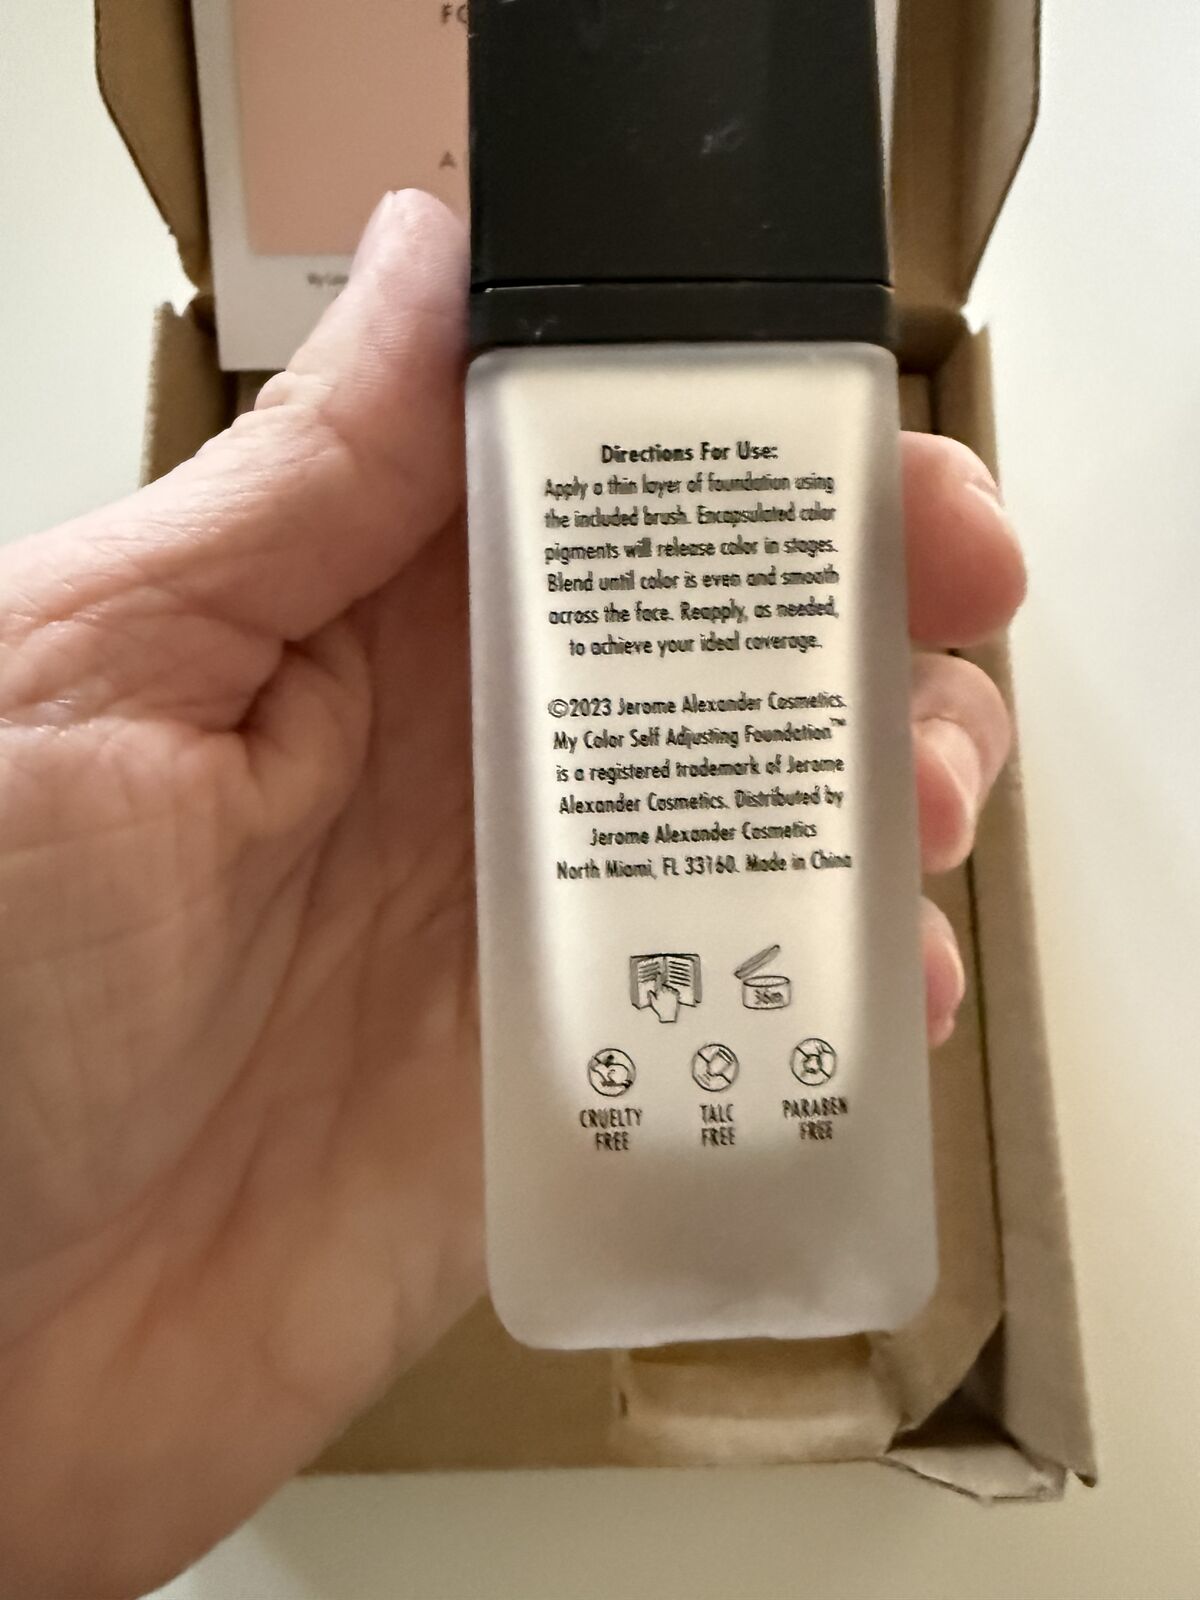 FO
A
Directions For Use:
Apply a thin layer of foundation using
the included brush. Encapsulated color
pigments will release color in stages.
Blend until color is even and smooth
across the face. Reapply, as needed,
to achieve your ideal coverage.
©2023 Jerome Alexander Cosmetics.
My Color Self Adjusting Foundation™
is a registered trademark of Jerome
Alexander Cosmetics. Distributed by
Jerome Alexander Cosmetics
North Miami, FL 33160. Made in China
36m
CRUELTY FREE
TALC FREE
PARABEN FREE